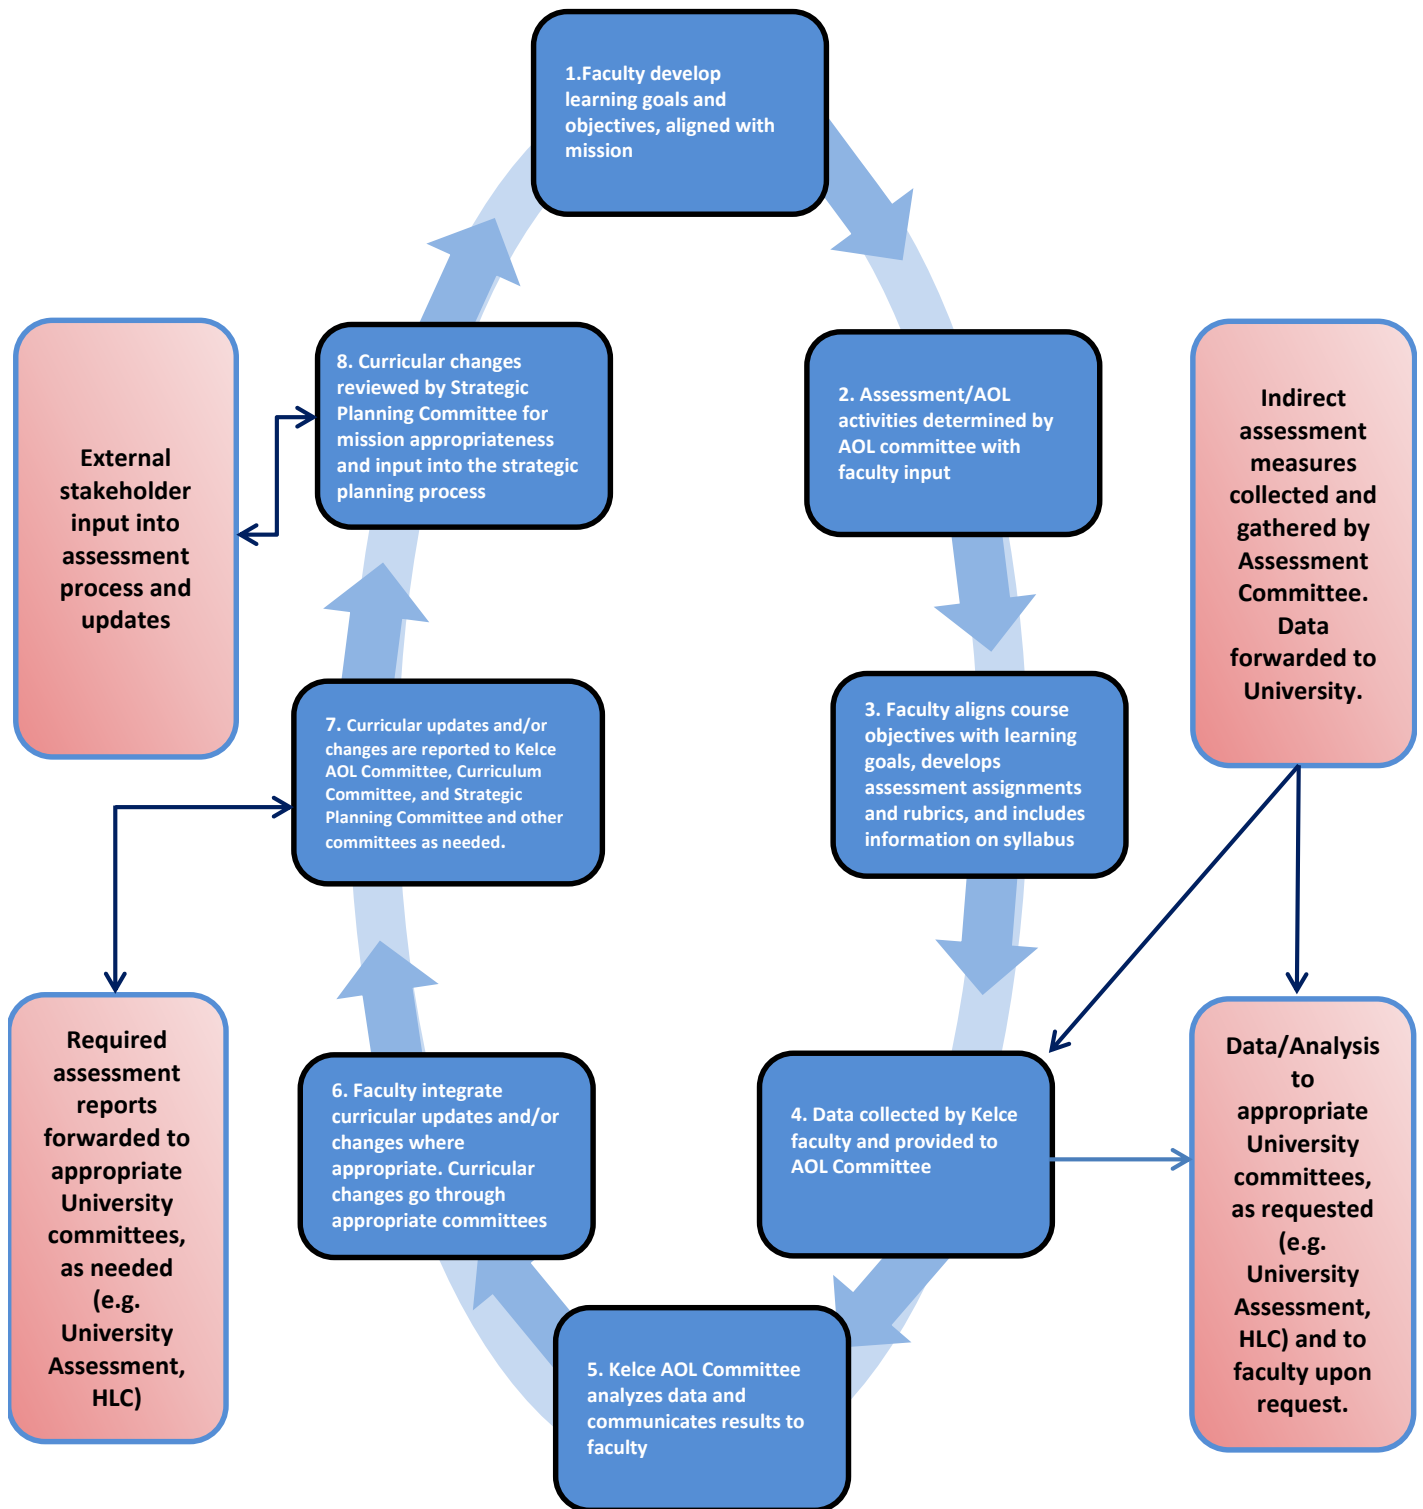 1.Faculty develop
learning goals and
objectives, aligned with
mission
8. Curricular changes
reviewed by Strategic
Planning Committee for
mission appropriateness
and input into the strategic
planning process
2. Assessment/AOL
activities determined by
AOL committee with
faculty input
External
stakeholder
input into
assessment
process and
updates
Indirect
assessment
measures
collected and
gathered by
Assessment
Committee.
Data
forwarded to
University.
7. Curricular updates and/or
changes are reported to Kelce
AOL Committee, Curriculum
Committee, and Strategic
Planning Committee and other
committees as needed.
3. Faculty aligns course
objectives with learning
goals, develops
assessment assignments
and rubrics, and includes
information on syllabus
Required
assessment
reports
forwarded to
appropriate
University
committees,
as needed
(e.g.
University
Assessment,
HLC)
6. Faculty integrate
curricular updates and/or
changes where
appropriate. Curricular
changes go through
appropriate committees
4. Data collected by Kelce
faculty and provided to
AOL Committee
Data/Analysis
to
appropriate
University
committees,
as requested
(e.g.
University
Assessment,
HLC) and to
faculty upon
request.
5. Kelce AOL Committee
analyzes data and
communicates results to
faculty